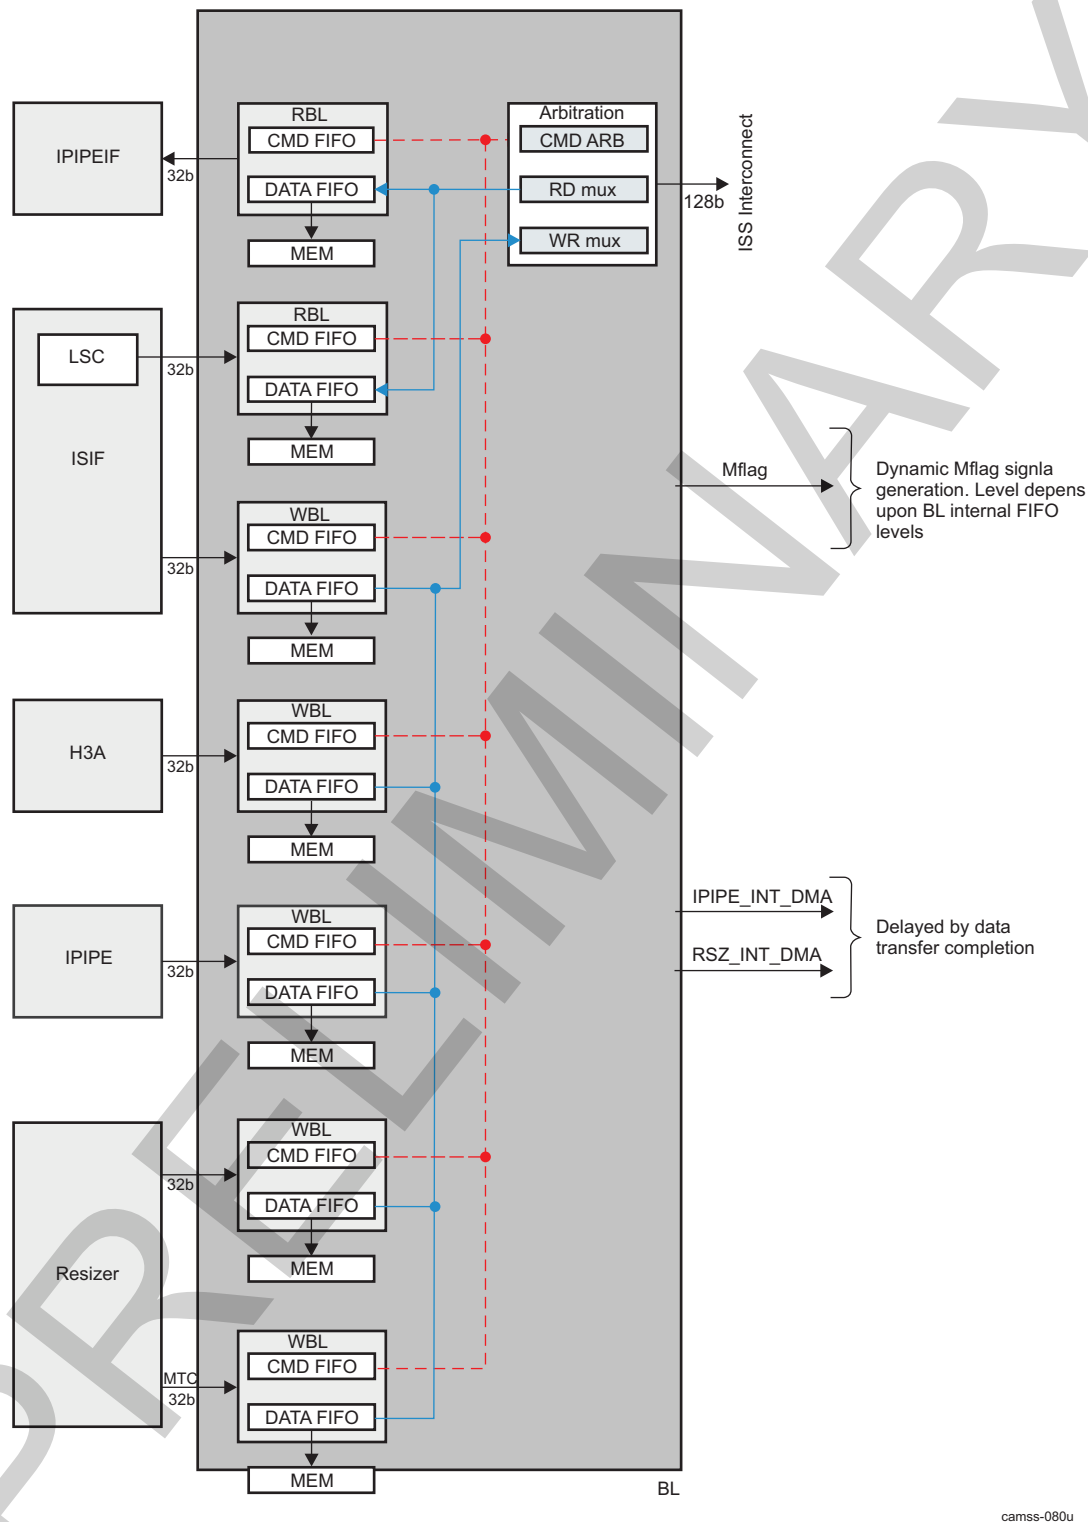 RBL
CMD FIFO
DATA FIFO
MEM
IPIPEIF
32b
Arbitration
CMD ARB
RD mux
WR mux
128b
ISS Interconnect
RBL
CMD FIFO
DATA FIFO
MEM
LSC
32b
ISIF
WBL
CMD FIFO
DATA FIFO
MEM
32b
Mflag
Dynamic Mflag signla
generation. Level depens
upon BL internal FIFO
levels
H3A
32b
WBL
CMD FIFO
DATA FIFO
MEM
IPIPE
32b
WBL
CMD FIFO
DATA FIFO
MEM
IPIPE_INT_DMA
RSZ_INT_DMA
Delayed by data
transfer completion
Resizer
32b
WBL
CMD FIFO
DATA FIFO
MEM
MTC
32b
WBL
CMD FIFO
DATA FIFO
MEM
BL
camss-080u
PRELIMINARY